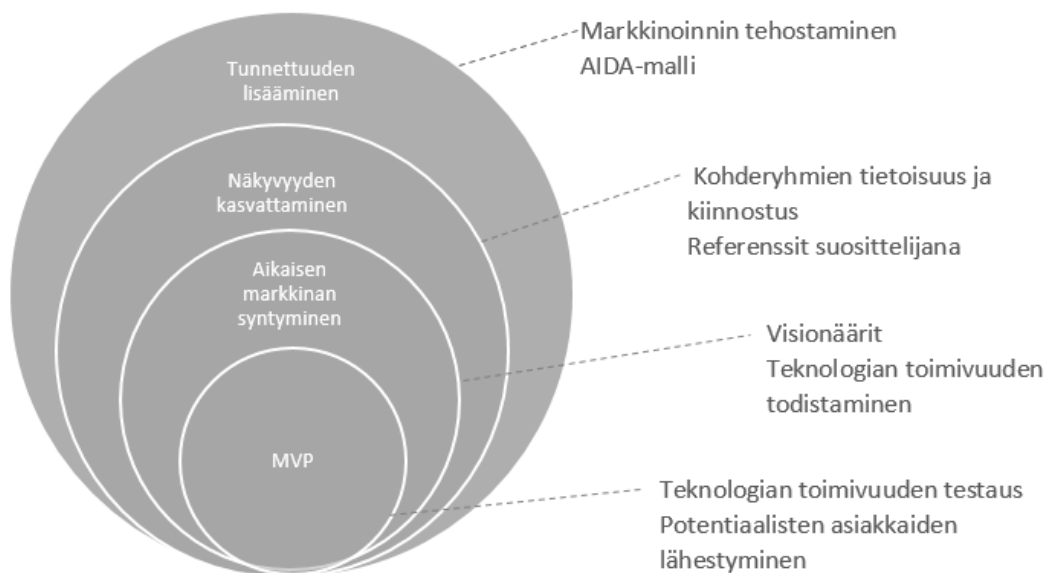 Tunnettuuden
lisääminen
Markkinoinnin tehostaminen
AIDA-malli
Näkyvyyden
kasvattaminen
Kohderyhmien tietoisuus ja
kiinnostus
Referenssit suosittelijana
Aikaisen
markkinan
syntyminen
Visionäärit
Teknologian toimivuuden
todistaminen
MVP
Teknologian toimivuuden testaus
Potentiaalisten asiakkaiden
lähestyminen